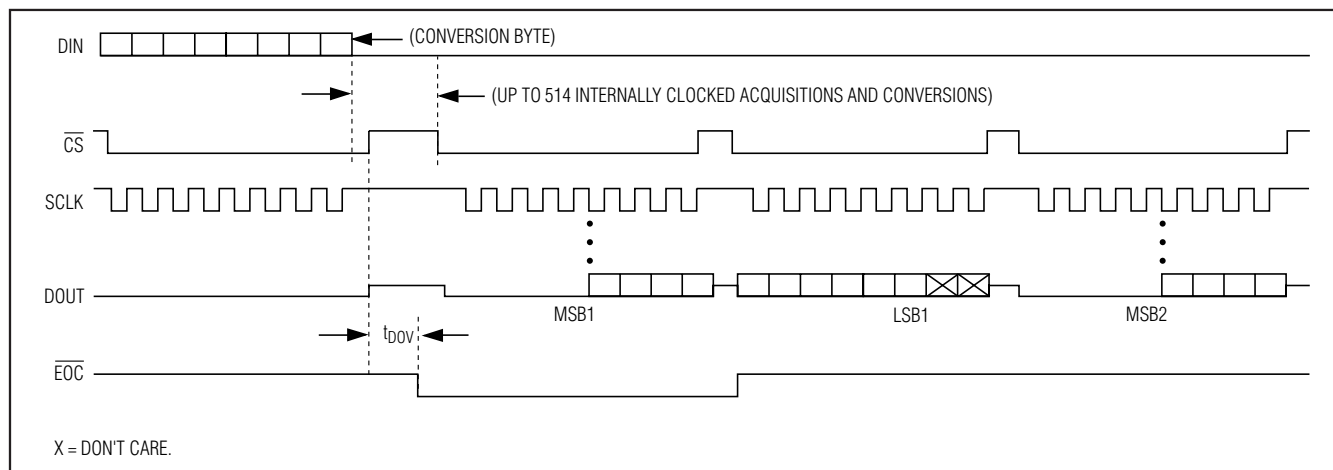 DIN
(CONVERSION BYTE)
(UP TO 514 INTERNALLY CLOCKED ACQUISITIONS AND CONVERSIONS)
CS
SCLK
DOUT
MSB1
LSB1
MSB2
tDOV
EOC
X = DON'T CARE.